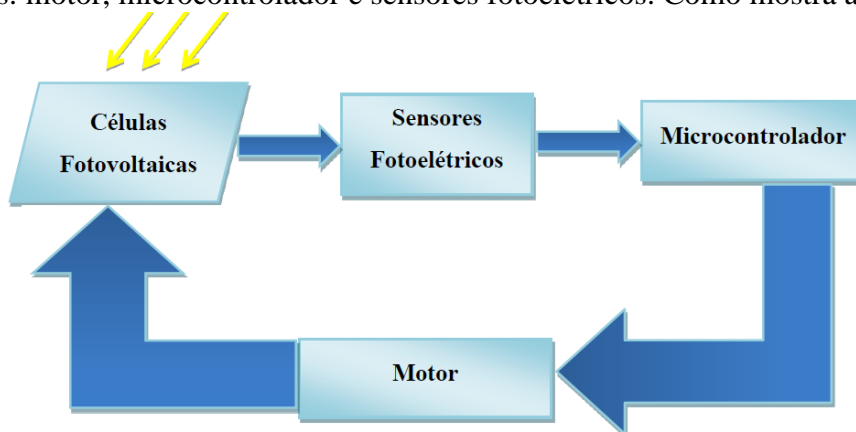 s: motor, microcontrolador e sensores fotoelétricos. Como mostra a
Células
Fotovoltaicas
Sensores
Fotoelétricos
Microcontrolador
Motor